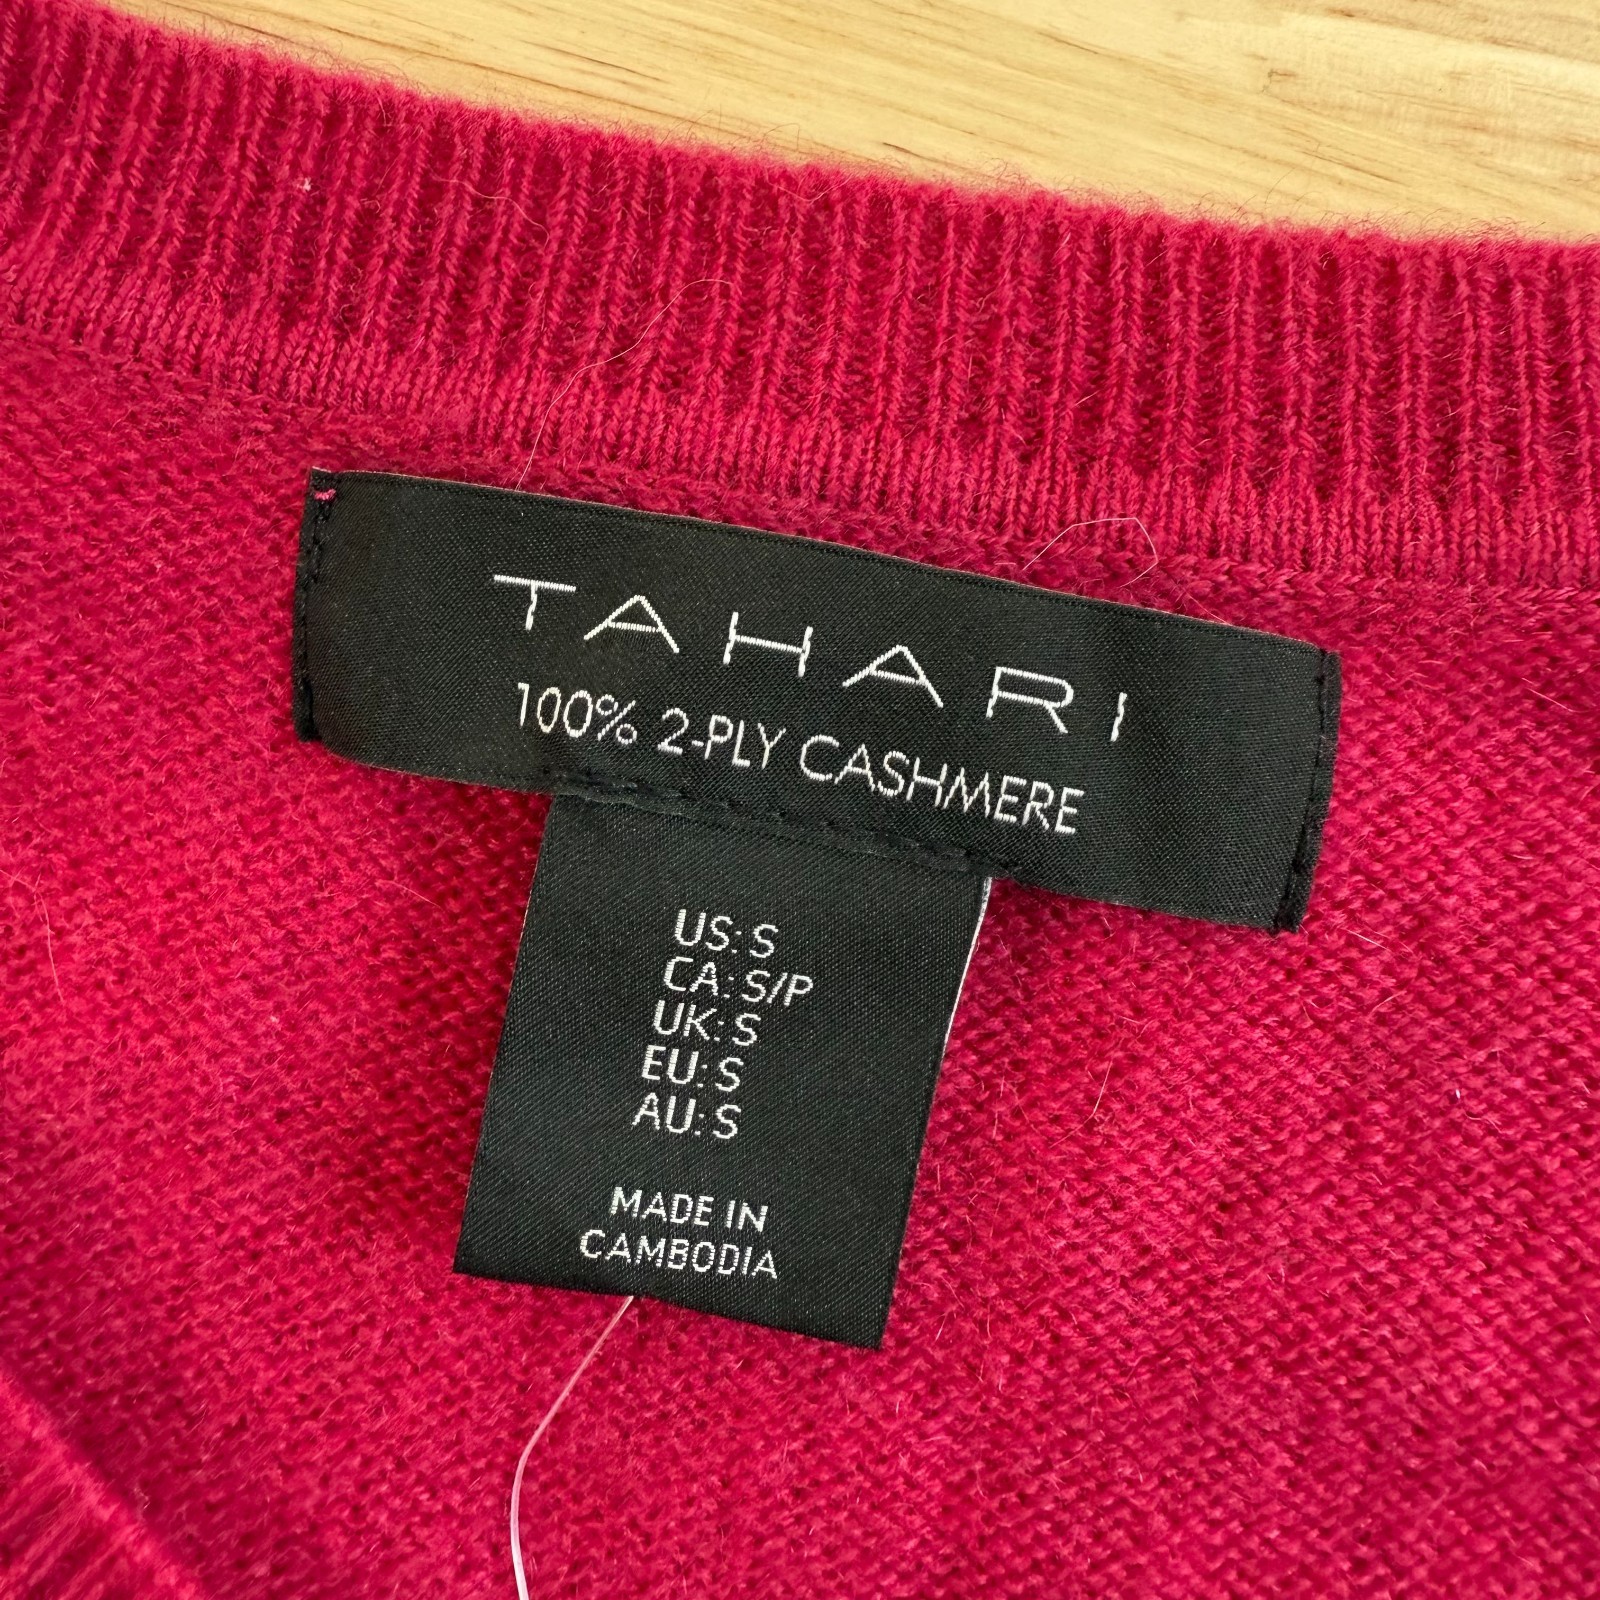 TAHARI
100% 2-PLY CASHMERE
US: S
CA: S/P
UK: S
EU: S
AU: S
MADE IN
CAMBODIA